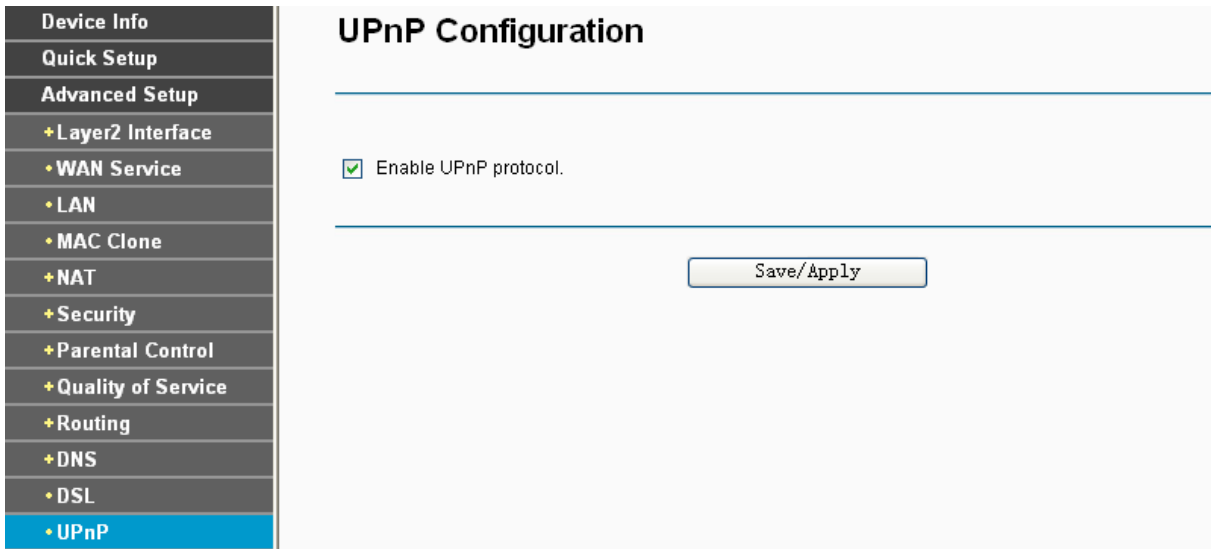 Device Info
Quick Setup
Advanced Setup
+Layer2 Interface
•WAN Service
•LAN
•MAC Clone
+NAT
+Security
+Parental Control
+Quality of Service
+Routing
+DNS
•DSL
•UPnP
UPnP Configuration
Enable UPnP protocol.
Save/Apply